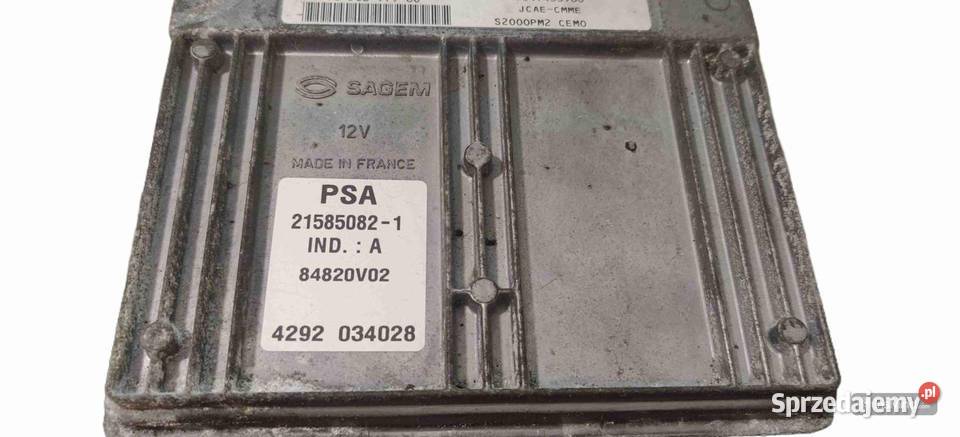 JCAE-CMME
S2000PM2 CEMO
SAGEM
12V
MADE IN FRANCE
PSA
21585082-1
IND. : A
84820V02
4292 034028
Sprzedajemy.pl